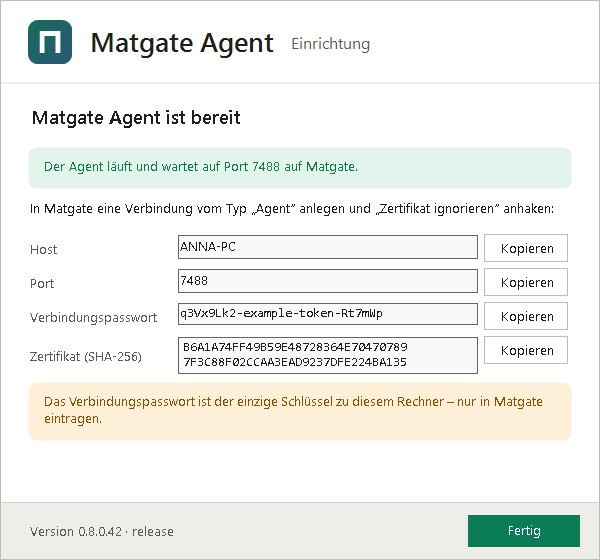 Matgate Agent Einrichtung
Matgate Agent ist bereit
Der Agent läuft und wartet auf Port 7488 auf Matgate.
In Matgate eine Verbindung vom Typ „Agent" anlegen und „Zertifikat ignorieren" anhaken:
Host ANNA-PC Kopieren
Port 7488 Kopieren
Verbindungspasswort q3Vx9Lk2-example-token-Rt7mWp Kopieren
Zertifikat (SHA-256) B6A1A74FF49B59E48728364E70470789 Kopieren
7F3C88F02CCAA3EAD9237DFE224BA135
Das Verbindungspasswort ist der einzige Schlüssel zu diesem Rechner – nur in Matgate
eintragen.
Version 0.8.0.42 · release Fertig